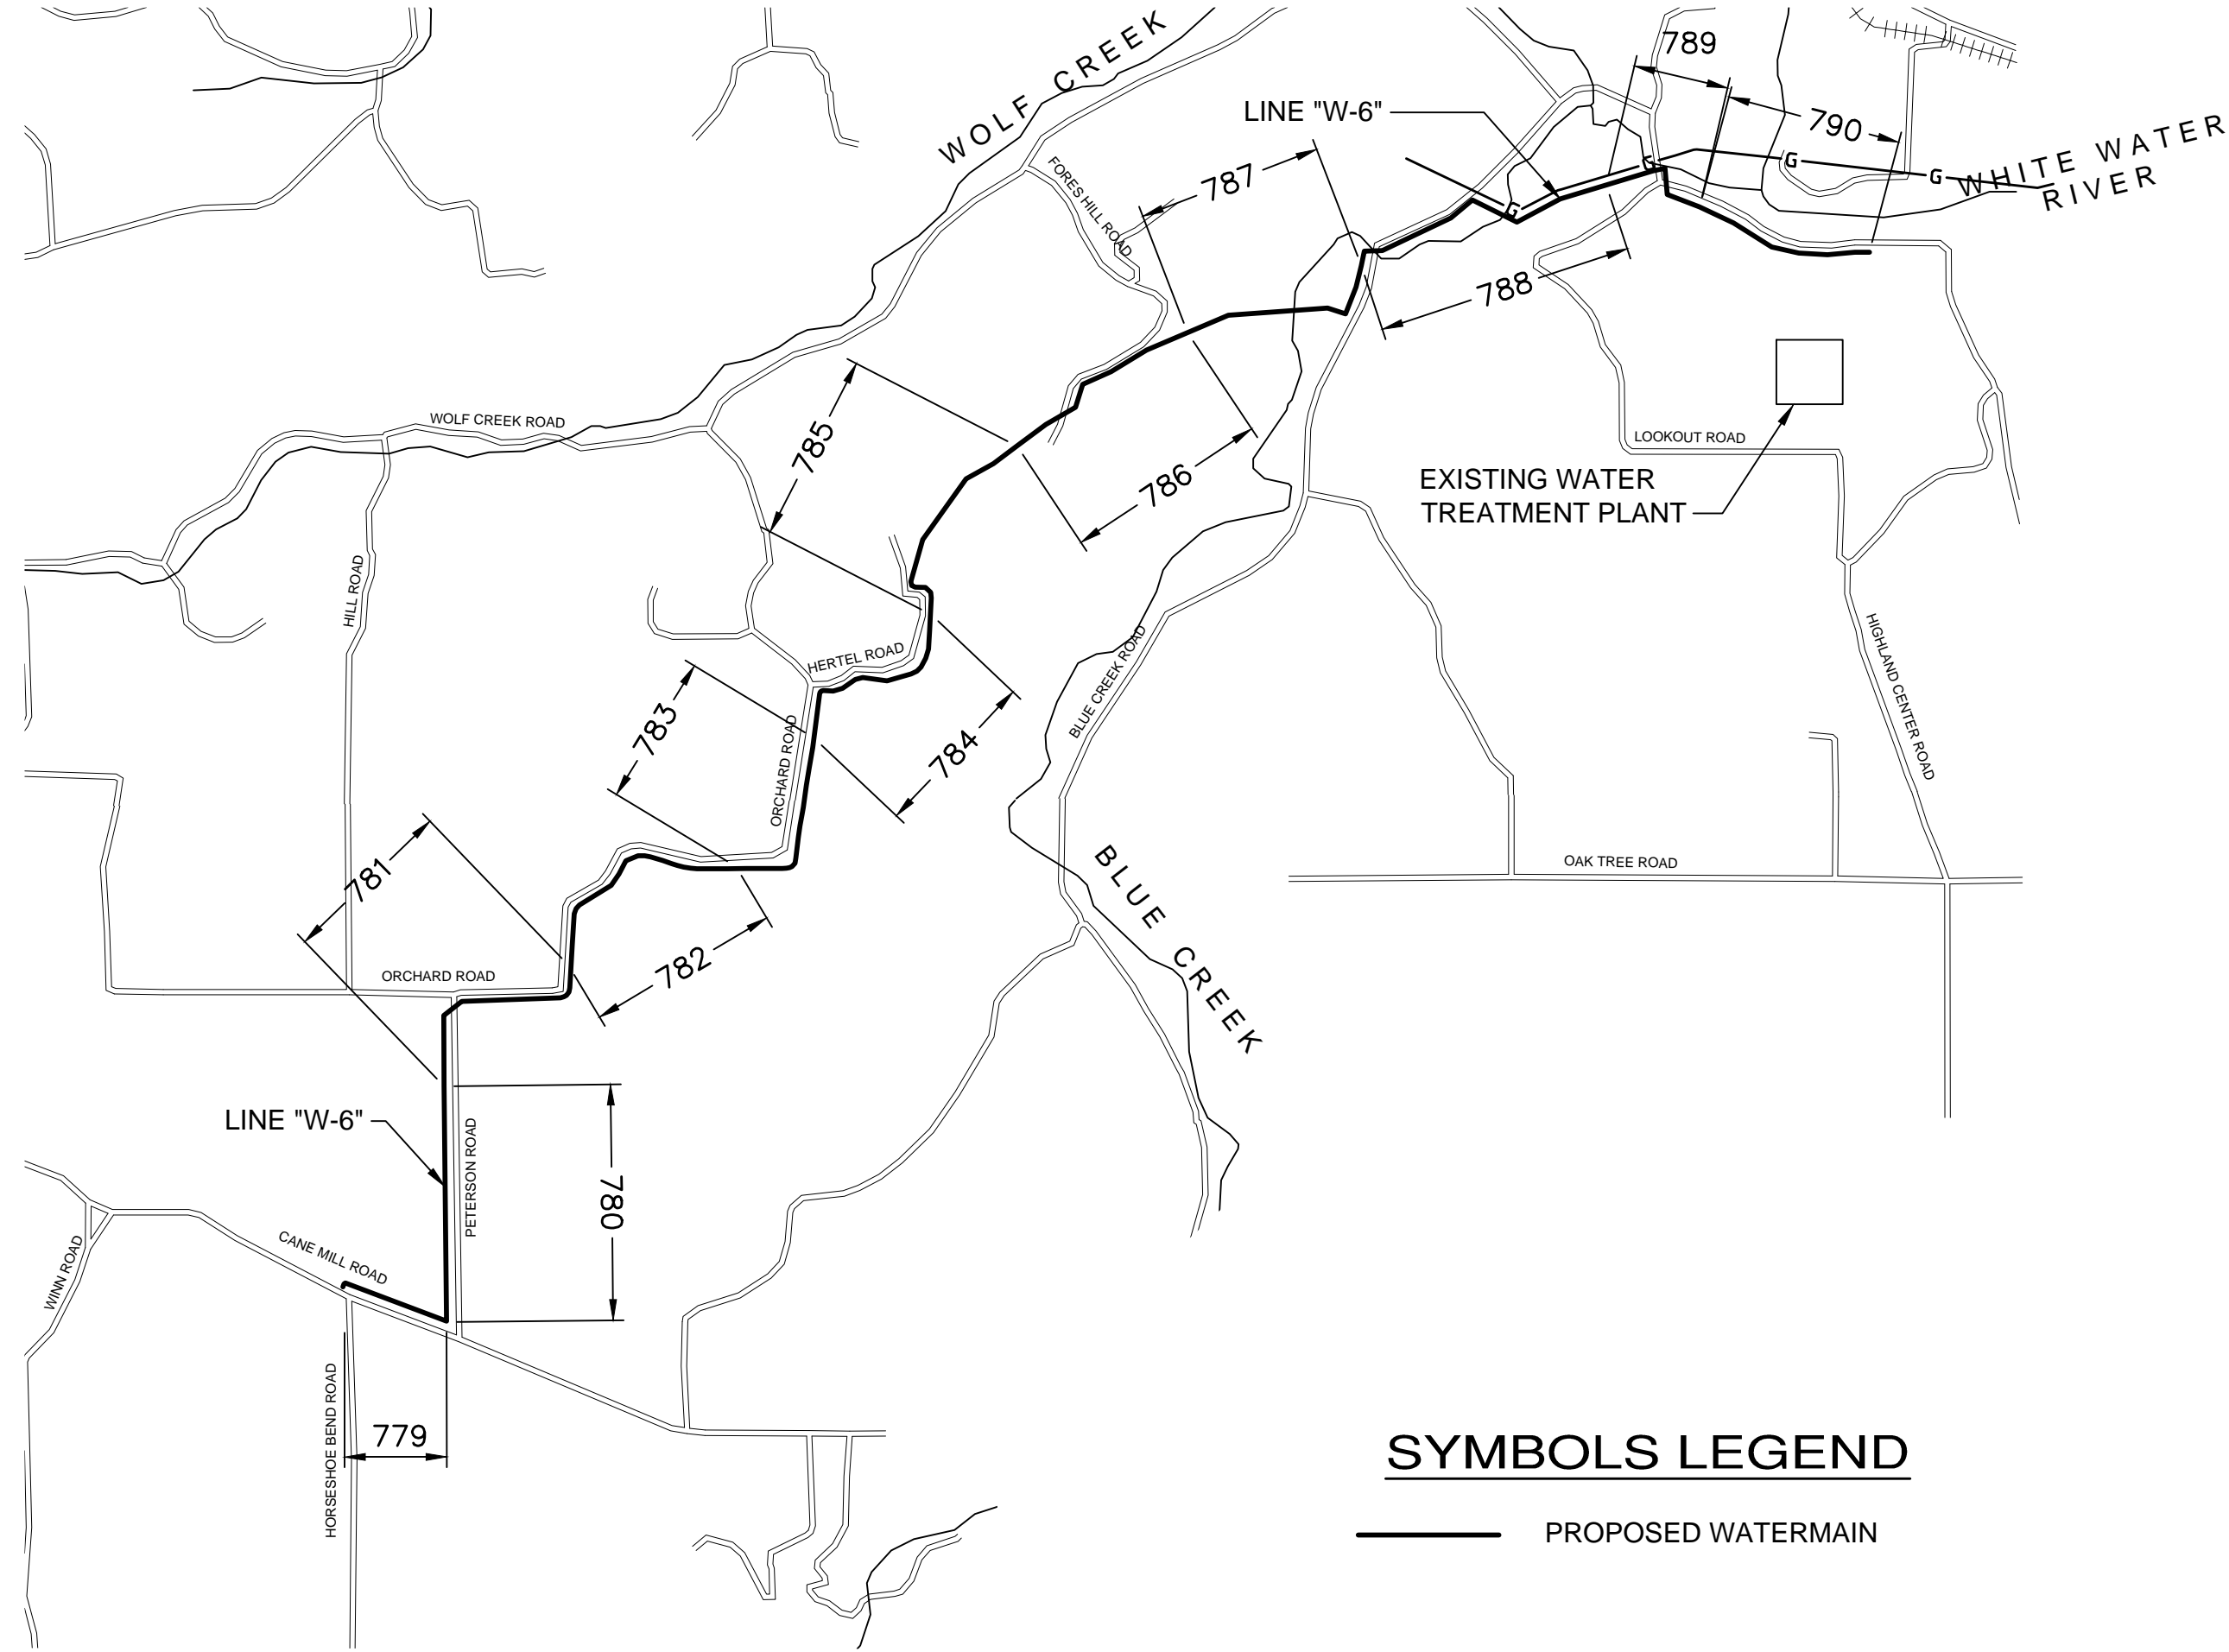 789
WOLF CREEK
LINE "W-6"
790
G
G
G
G
WHITE WATER
RIVER
FORES HILL ROAD
787
788
WOLF CREEK ROAD
785
786
LOOKOUT ROAD
EXISTING WATER
TREATMENT PLANT
HILL ROAD
HERTEL ROAD
BLUE CREEK ROAD
HIGHLAND CENTER ROAD
783
784
ORCHARD ROAD
781
782
OAK TREE ROAD
BLUE CREEK
ORCHARD ROAD
LINE "W-6"
PETERSON ROAD
780
CANE MILL ROAD
WINN ROAD
HORSESHOE BEND ROAD
779
SYMBOLS LEGEND
PROPOSED WATERMAIN